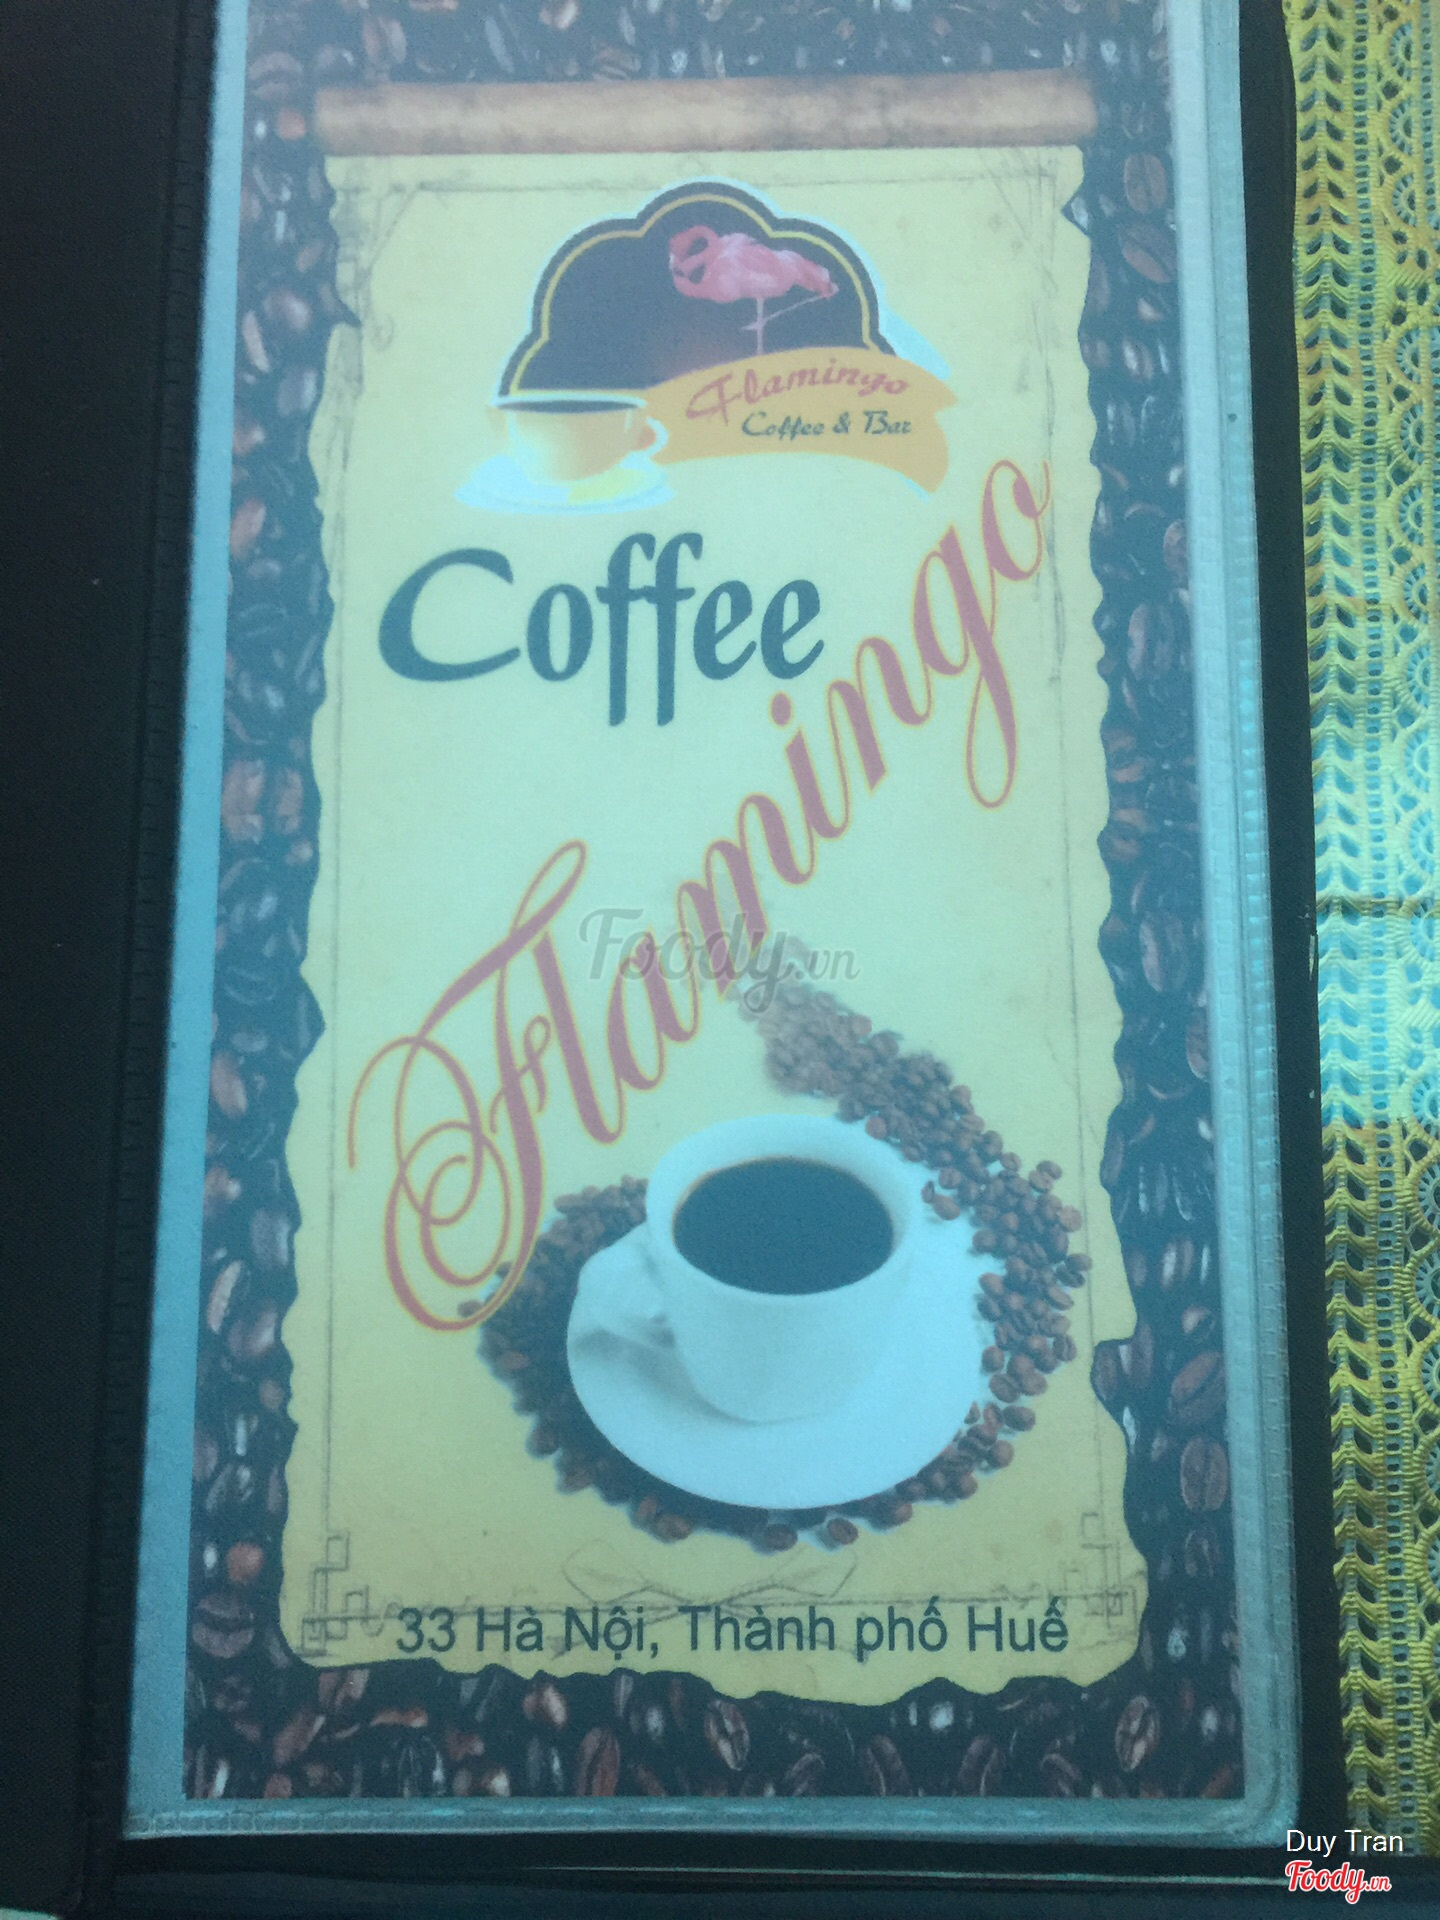 Flamingo
Coffee & Bar
Coffee
Flamingo
Foody.vn
33 Hà Nội, Thành phố Huế
Duy Tran
Foody.vn